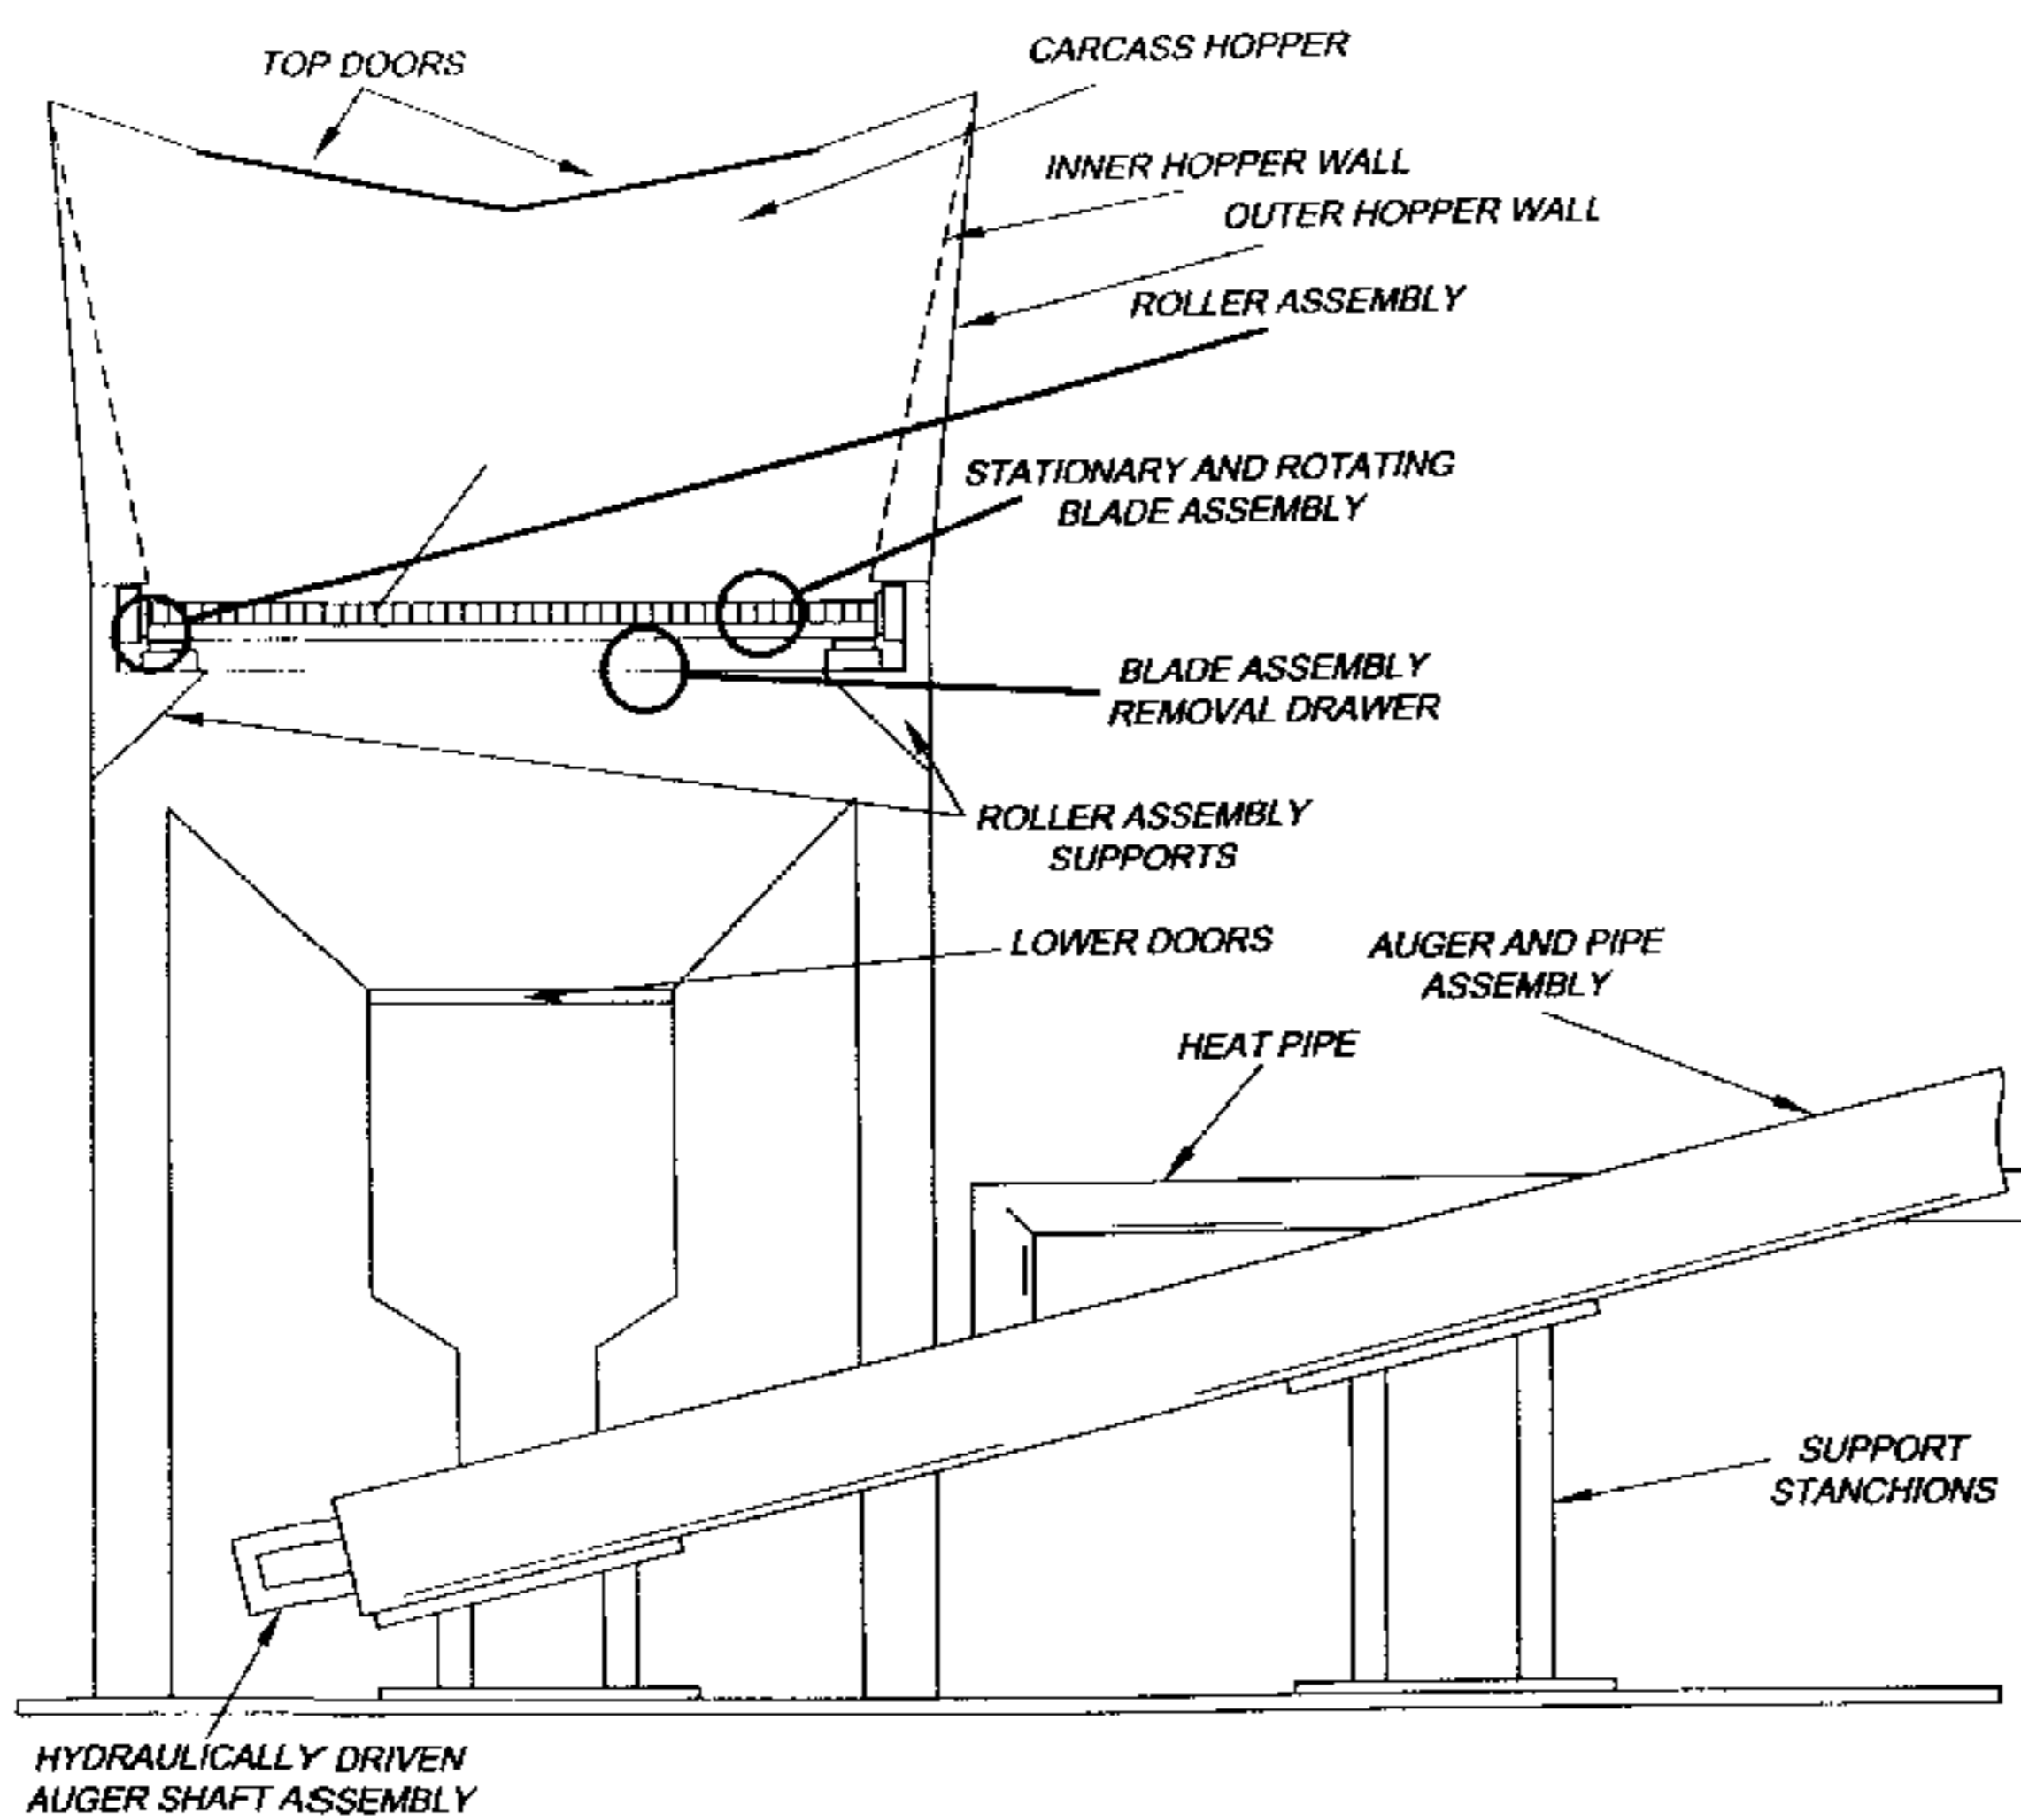 TOP DOORS
CARCASS HOPPER
INNER HOPPER WALL
OUTER HOPPER WALL
ROLLER ASSEMBLY
STATIONARY AND ROTATING
BLADE ASSEMBLY
BLADE ASSEMBLY
REMOVAL DRAWER
ROLLER ASSEMBLY
SUPPORTS
LOWER DOORS
AUGER AND PIPE
ASSEMBLY
HEAT PIPE
SUPPORT
STANCHIONS
HYDRAULICALLY DRIVEN
AUGER SHAFT ASSEMBLY